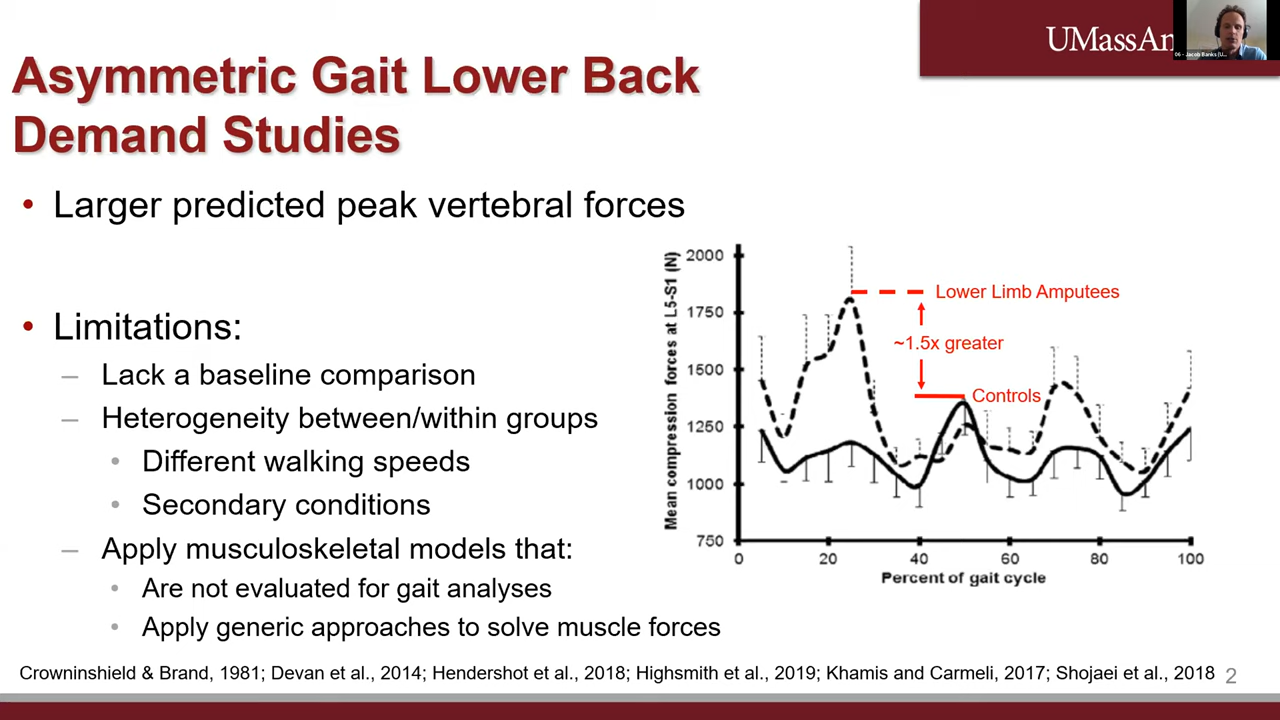 UMassAm
06 - Jacob Banks (U...
Asymmetric Gait Lower Back
Demand Studies
• Larger predicted peak vertebral forces
• Limitations:
– Lack a baseline comparison
– Heterogeneity between/within groups
• Different walking speeds
• Secondary conditions
– Apply musculoskeletal models that:
• Are not evaluated for gait analyses
• Apply generic approaches to solve muscle forces
Mean compression forces at L5-S1 (N)
2000
1750
1500
1250
1000
750
0 20 40 60 80 100
Percent of gait cycle
Lower Limb Amputees
~1.5x greater
Controls
Crowninshield & Brand, 1981; Devan et al., 2014; Hendershot et al., 2018; Highsmith et al., 2019; Khamis and Carmeli, 2017; Shojaei et al., 2018
2